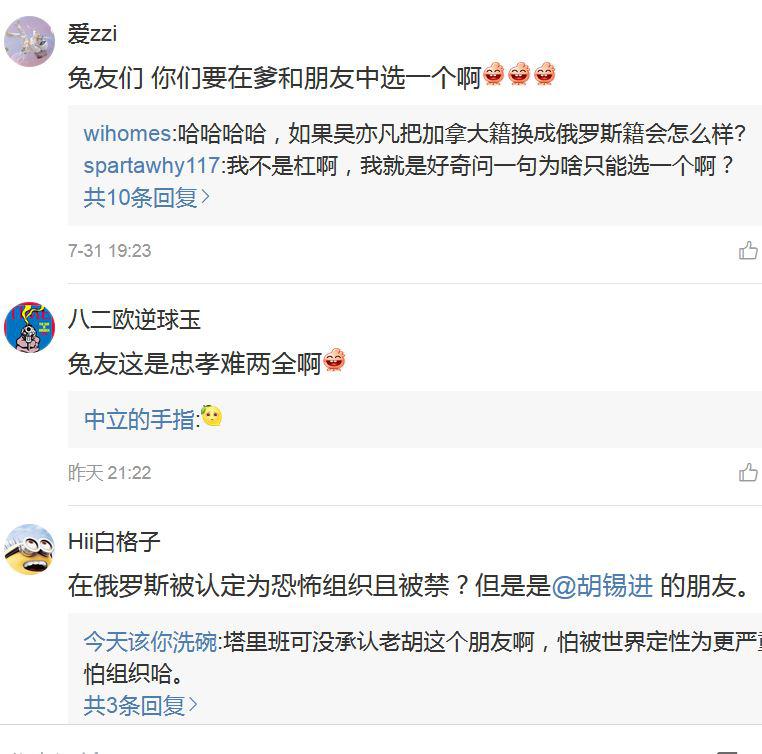 爱zzi
兔友们 你们要在爹和朋友中选一个啊
wihomes:哈哈哈哈，如果吴亦凡把加拿大籍换成俄罗斯籍会怎么样?
spartawhy117:我不是杠啊，我就是好奇问一句为啥只能选一个啊？
共10条回复>
7-31 19:23
八二欧逆球玉
兔友这是忠孝难两全啊
中立的手指:
昨天 21:22
Hii白格子
在俄罗斯被认定为恐怖组织且被禁？但是是@胡锡进 的朋友。
今天该你洗碗:塔里班可没承认老胡这个朋友啊，怕被世界定性为更严
怕组织哈。
共3条回复>